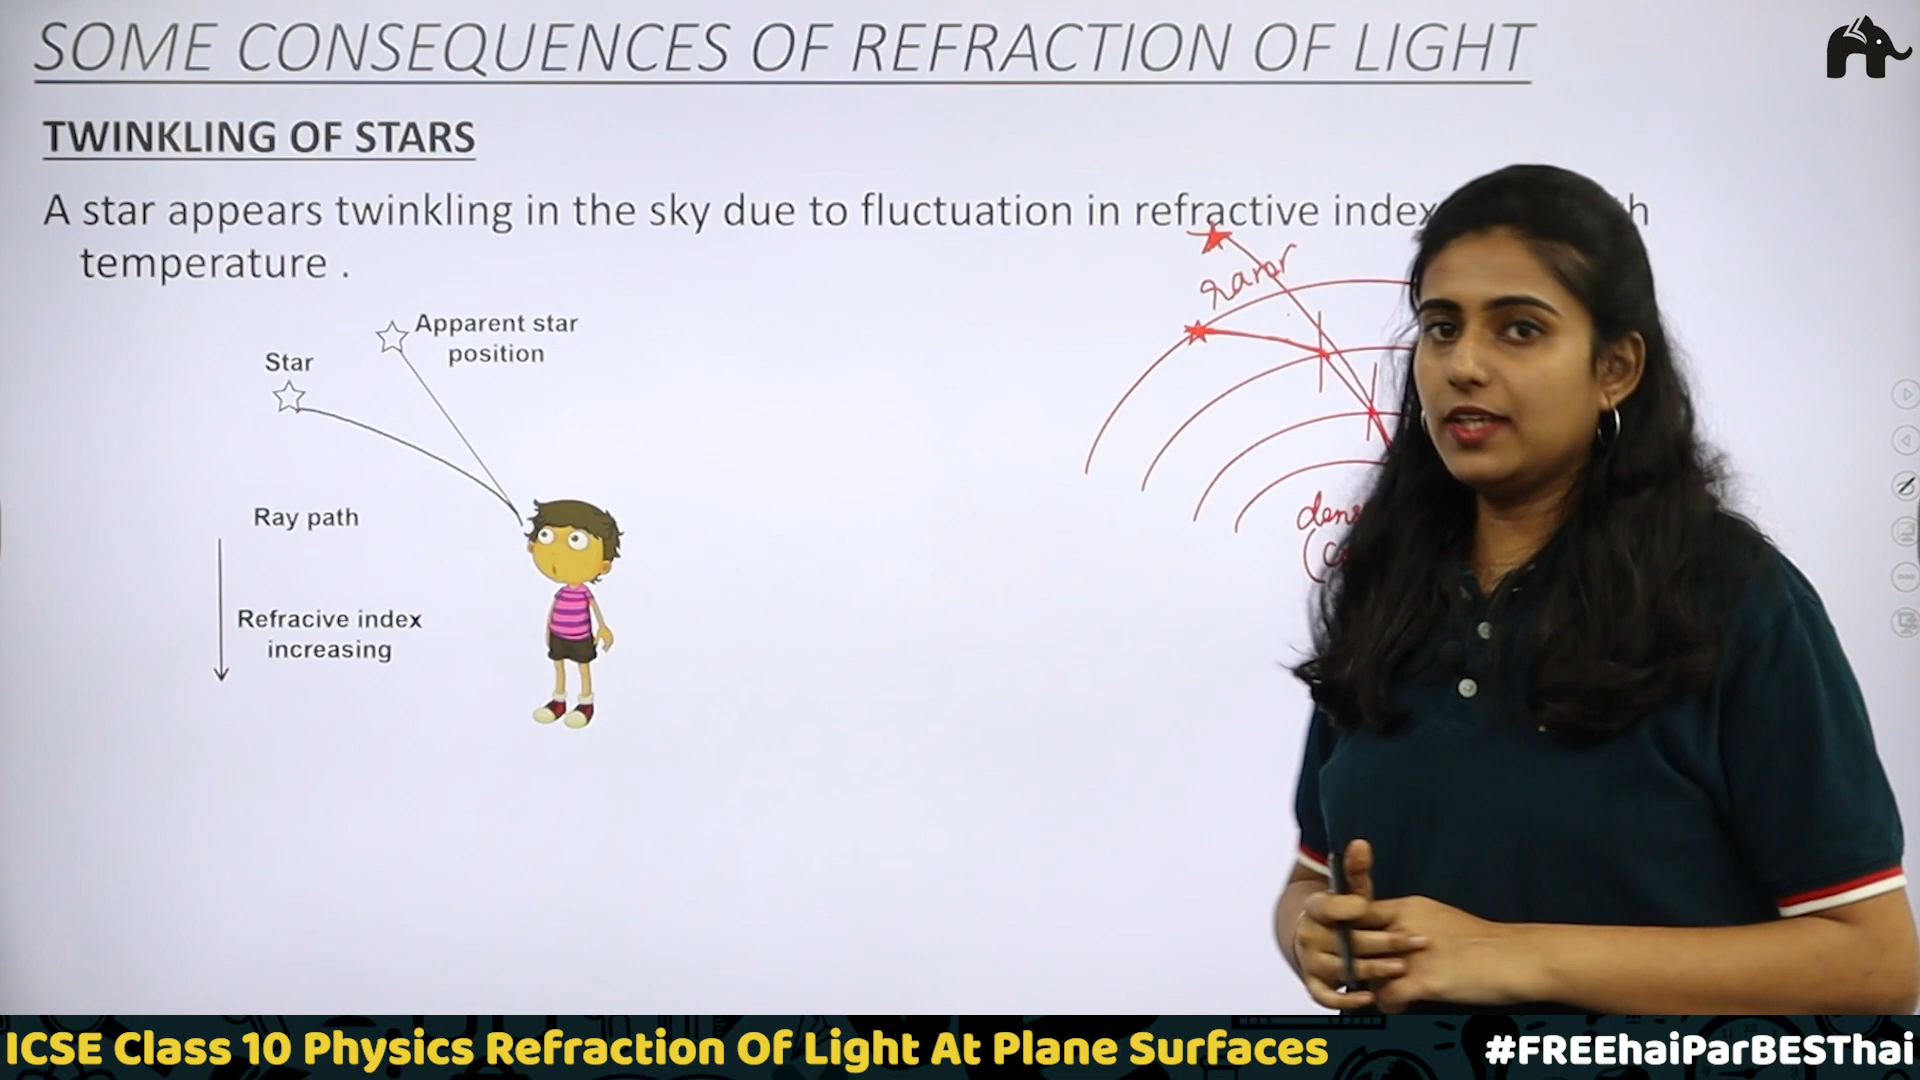 SOME CONSEQUENCES OF REFRACTION OF LIGHT
TWINKLING OF STARS
A star appears twinkling in the sky due to fluctuation in refractive index
temperature .
Apparent star
position
Star
rarer
Ray path
Refracive index
increasing
ICSE Class 10 Physics Refraction Of Light At Plane Surfaces
#FREEhaiParBESThai